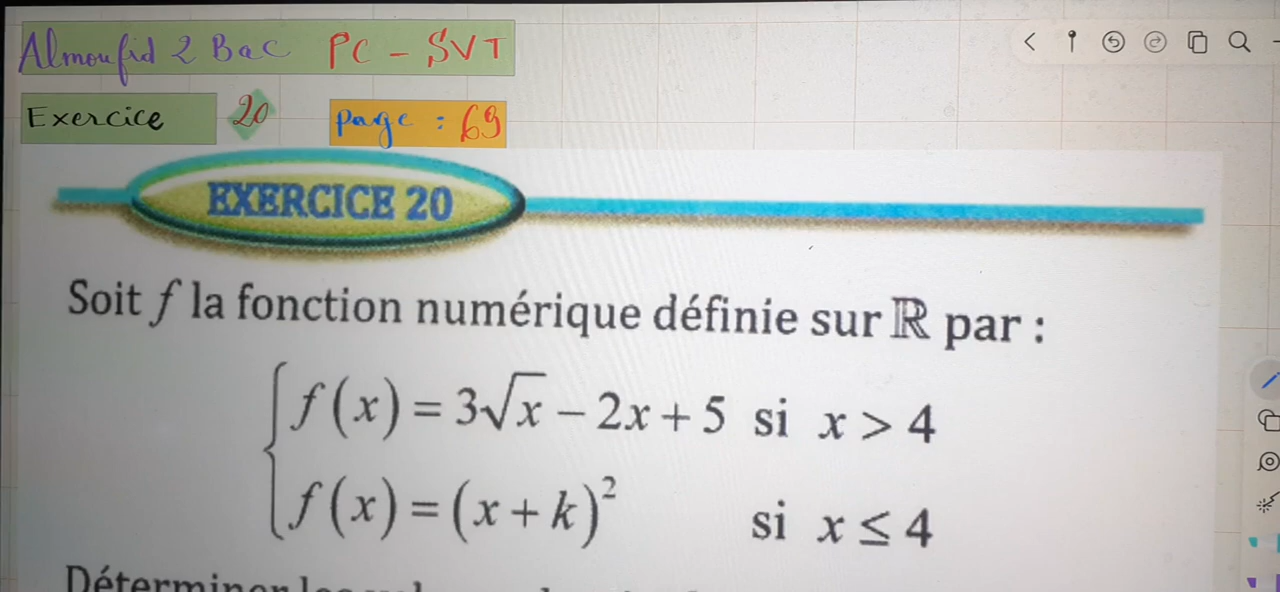 Almoufid 2 Bac PC - SVT
Exercice 20 page : 69
EXERCICE 20
Soit f la fonction numérique définie sur ℝ par :
f(x) = 3√x − 2x + 5 si x > 4
f(x) = (x + k)² si x ≤ 4
Déterminer